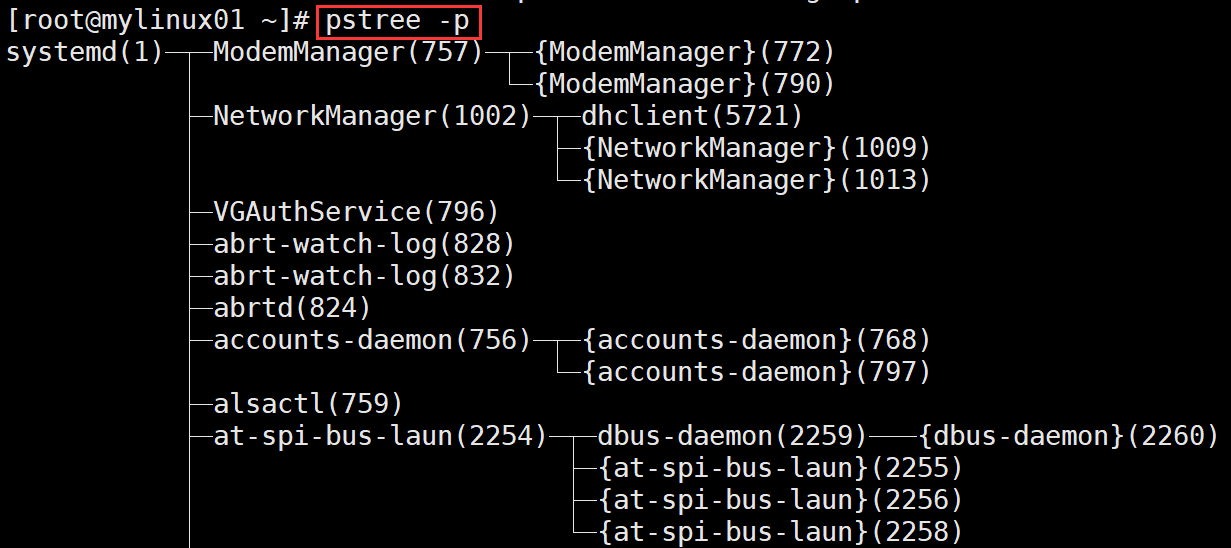 [root@mylinux01 ~]# pstree -p
systemd(1)─┬─ModemManager(757)─┬─{ModemManager}(772)
           │                   └─{ModemManager}(790)
           ├─NetworkManager(1002)─┬─dhclient(5721)
           │                      ├─{NetworkManager}(1009)
           │                      └─{NetworkManager}(1013)
           ├─VGAuthService(796)
           ├─abrt-watch-log(828)
           ├─abrt-watch-log(832)
           ├─abrtd(824)
           ├─accounts-daemon(756)─┬─{accounts-daemon}(768)
           │                      └─{accounts-daemon}(797)
           ├─alsactl(759)
           ├─at-spi-bus-laun(2254)─┬─dbus-daemon(2259)───{dbus-daemon}(2260)
           │                       ├─{at-spi-bus-laun}(2255)
           │                       ├─{at-spi-bus-laun}(2256)
           │                       └─{at-spi-bus-laun}(2258)